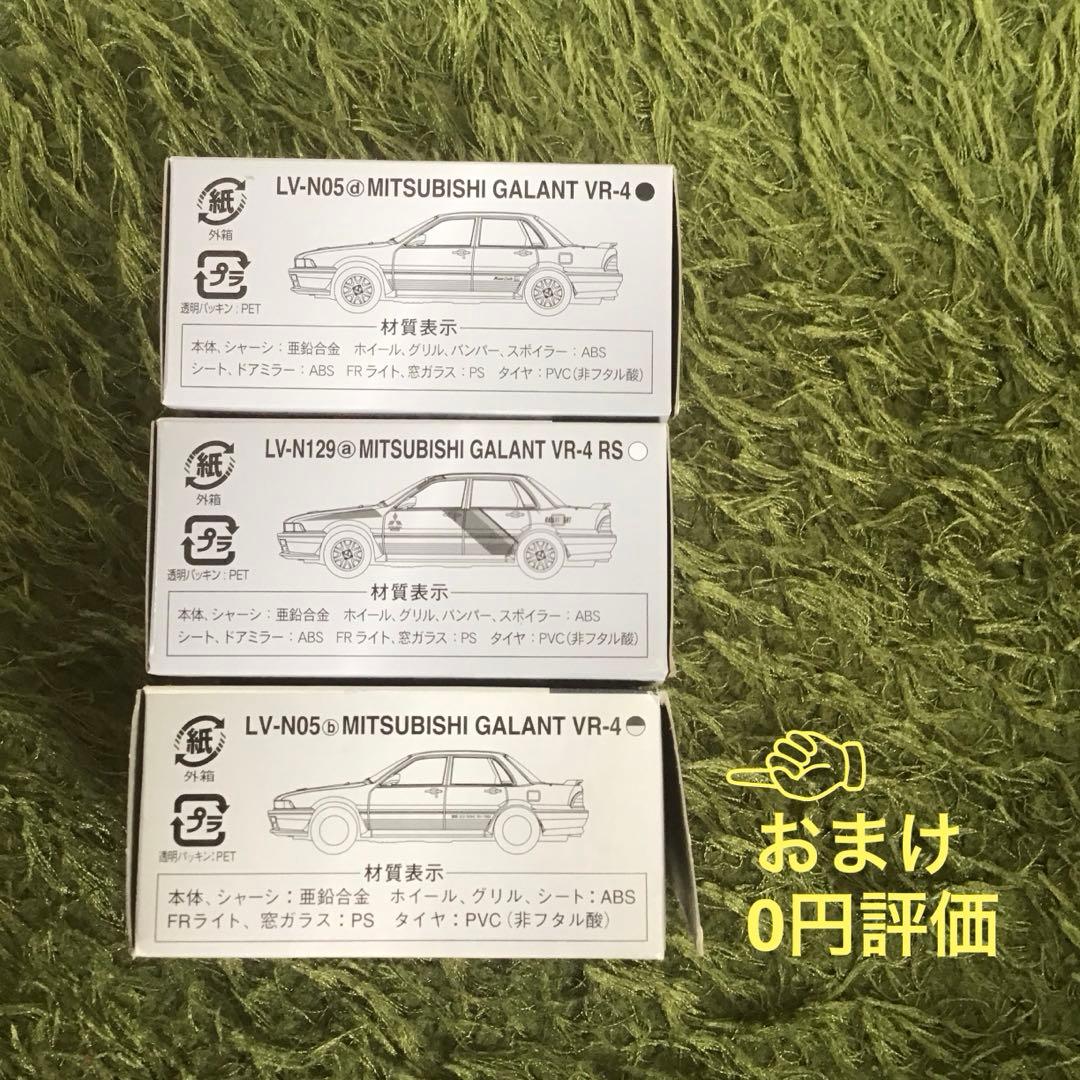 紙
外箱
プラ
透明パッキン:PET
LV-N05ⓓMITSUBISHI GALANT VR-4●
材質表示
本体、シャーシ:亜鉛合金 ホイール、グリル、バンパー、スポイラー:ABS
シート、ドアミラー:ABS FRライト、窓ガラス:PS タイヤ:PVC(非フタル酸)
紙
外箱
プラ
透明パッキン:PET
LV-N129ⓐMITSUBISHI GALANT VR-4 RS○
材質表示
本体、シャーシ:亜鉛合金 ホイール、グリル、バンパー、スポイラー:ABS
シート、ドアミラー:ABS FRライト、窓ガラス:PS タイヤ:PVC(非フタル酸)
紙
外箱
プラ
透明パッキン:PET
LV-N05ⓑMITSUBISHI GALANT VR-4
材質表示
本体、シャーシ:亜鉛合金 ホイール、グリル、シート:ABS
FRライト、窓ガラス:PS タイヤ:PVC(非フタル酸)
おまけ
0円評価